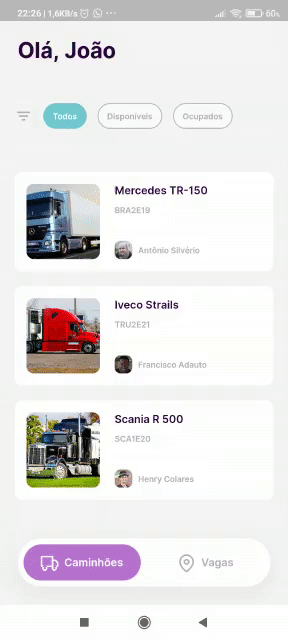 22:26 | 1,6KB/s ... 60%
Olá, João
Todos Disponíveis Ocupados
Mercedes TR-150
BRA2E19
Antônio Silvério
Iveco Strails
TRU2E21
Francisco Adauto
Scania R 500
SCA1E20
Henry Colares
Caminhões Vagas